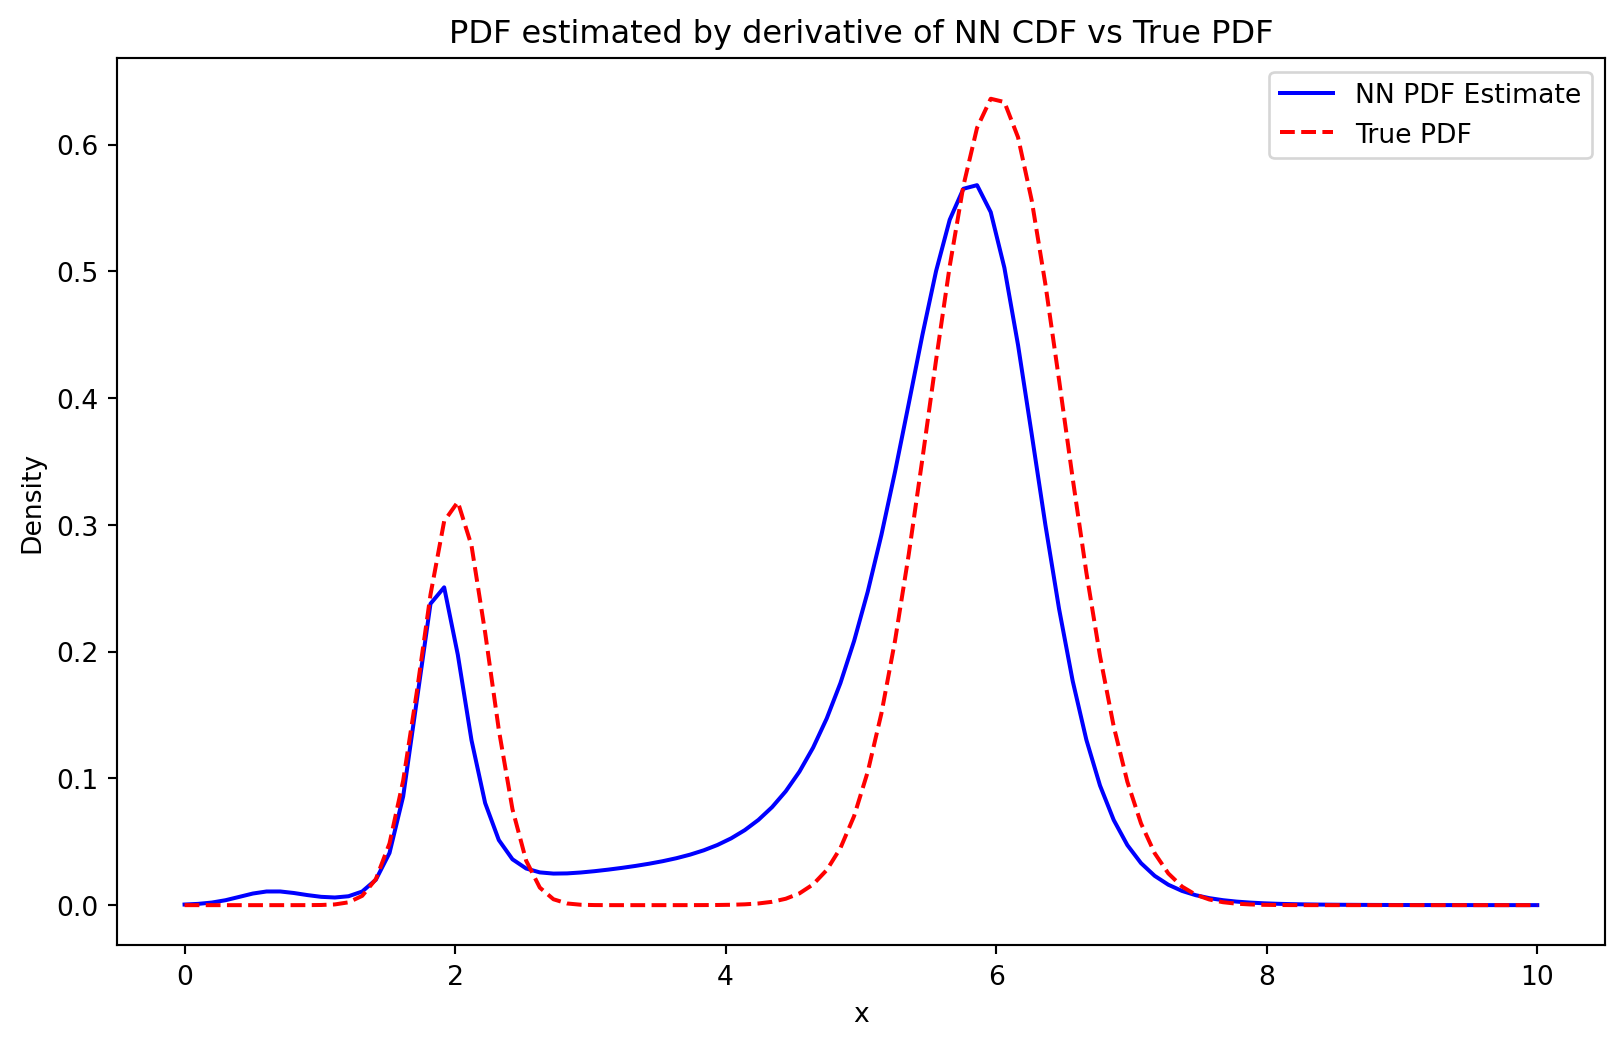 PDF estimated by derivative of NN CDF vs True PDF
NN PDF Estimate
True PDF
Density
0.6
0.5
0.4
0.3
0.2
0.1
0.0
0 2 4 6 8 10
x